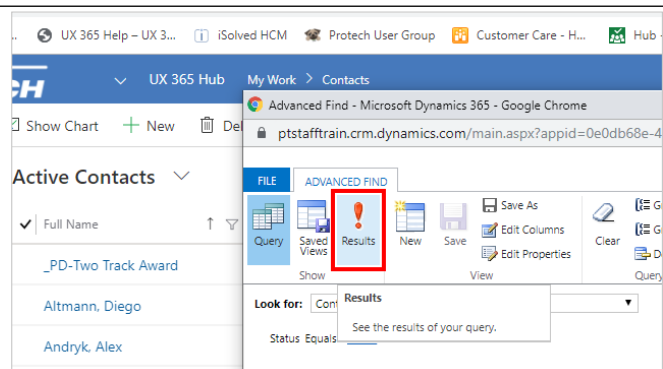 UX 365 Help – UX 3... iSolved HCM Protech User Group Customer Care - H... Hub
CH UX 365 Hub My Work > Contacts
Advanced Find - Microsoft Dynamics 365 - Google Chrome
Show Chart + New Del
ptstafftrain.crm.dynamics.com/main.aspx?appid=0e0db68e-4
Active Contacts
FILE ADVANCED FIND
Full Name
Query
Saved Views
Results
New
Save
Save As
Edit Columns
Edit Properties
Clear
Show View Query
_PD-Two Track Award
Look for: Con
Results
See the results of your query.
Altmann, Diego
Status Equals
Andryk, Alex